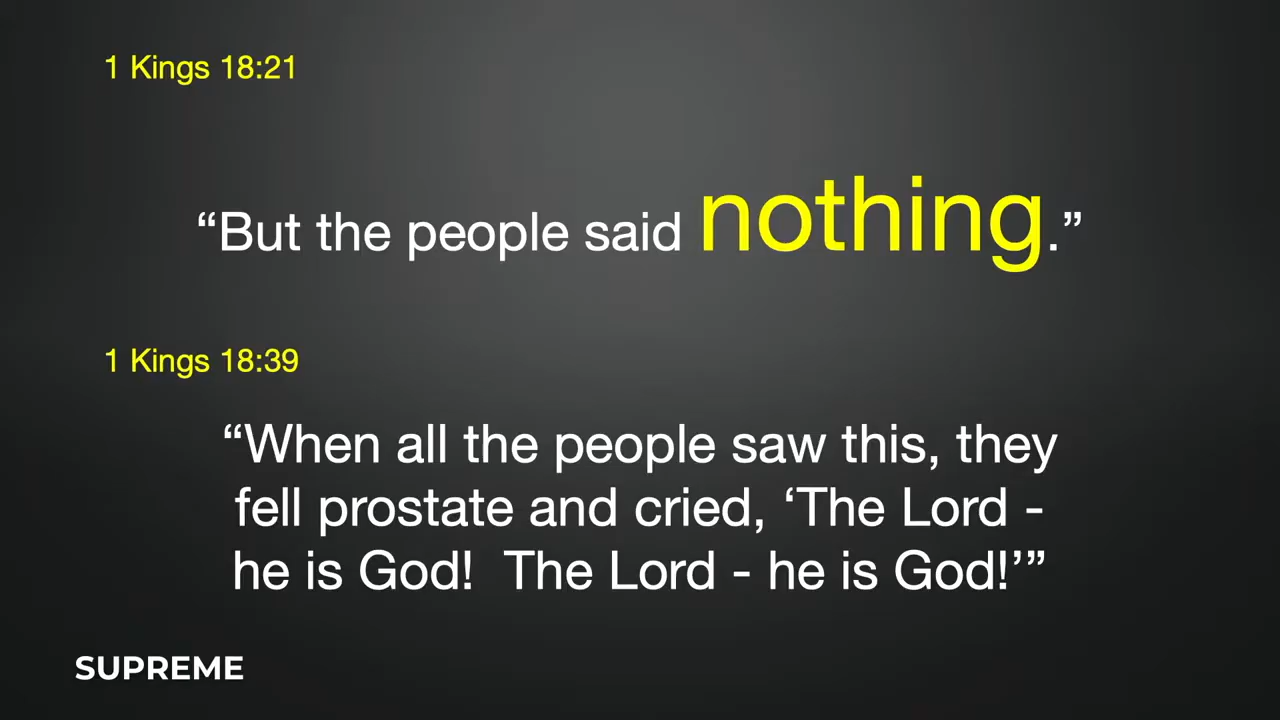 1 Kings 18:21
“But the people said nothing.”
1 Kings 18:39
“When all the people saw this, they
fell prostate and cried, ‘The Lord -
he is God!  The Lord - he is God!’”
SUPREME